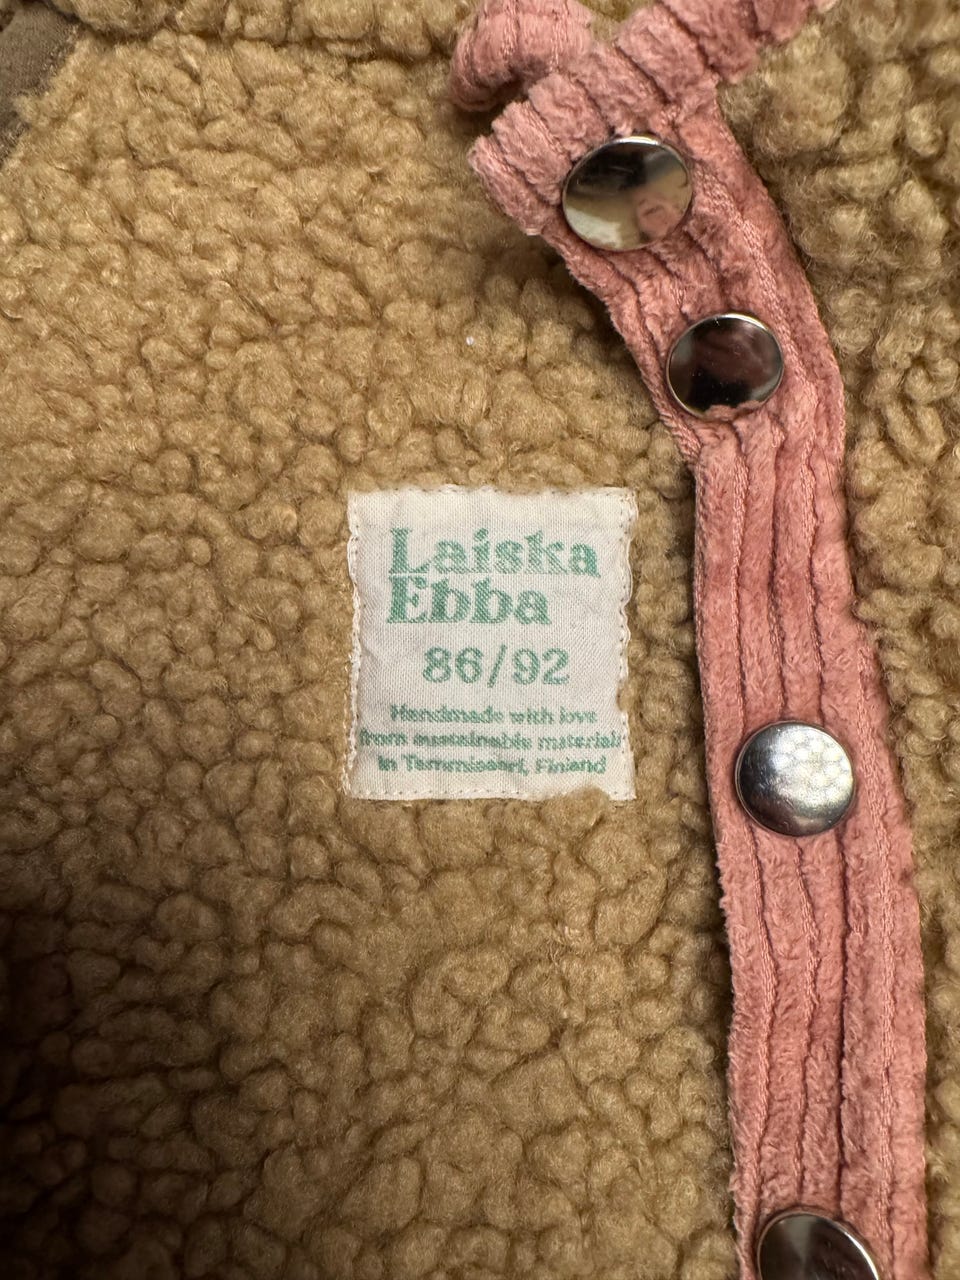 Laiska
Ebba
86/92
Handmade with love
from sustainable materials
in Tammisaari, Finland